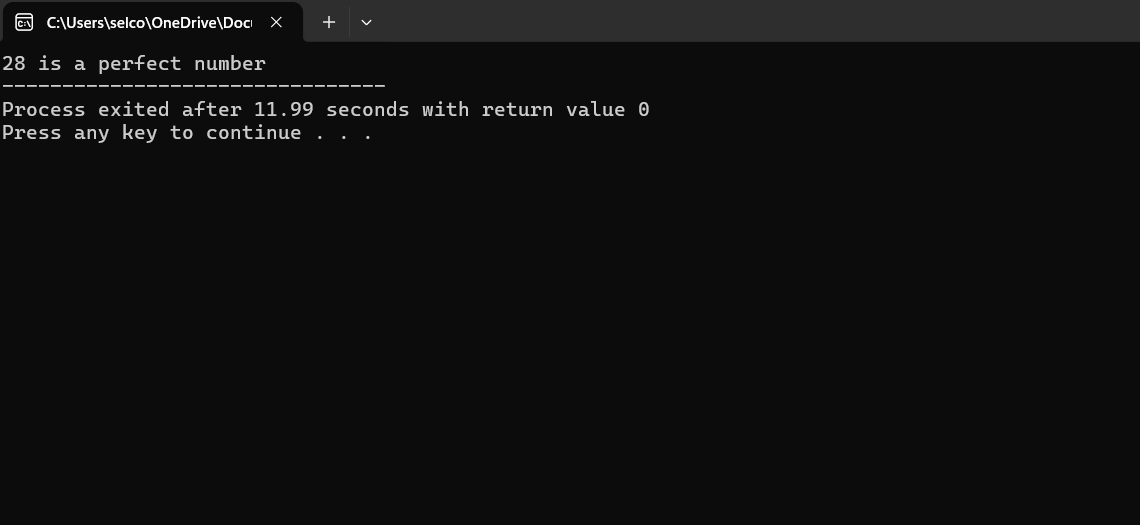 C:\Users\selco\OneDrive\Docu
28 is a perfect number
--------------------------------
Process exited after 11.99 seconds with return value 0
Press any key to continue . . .